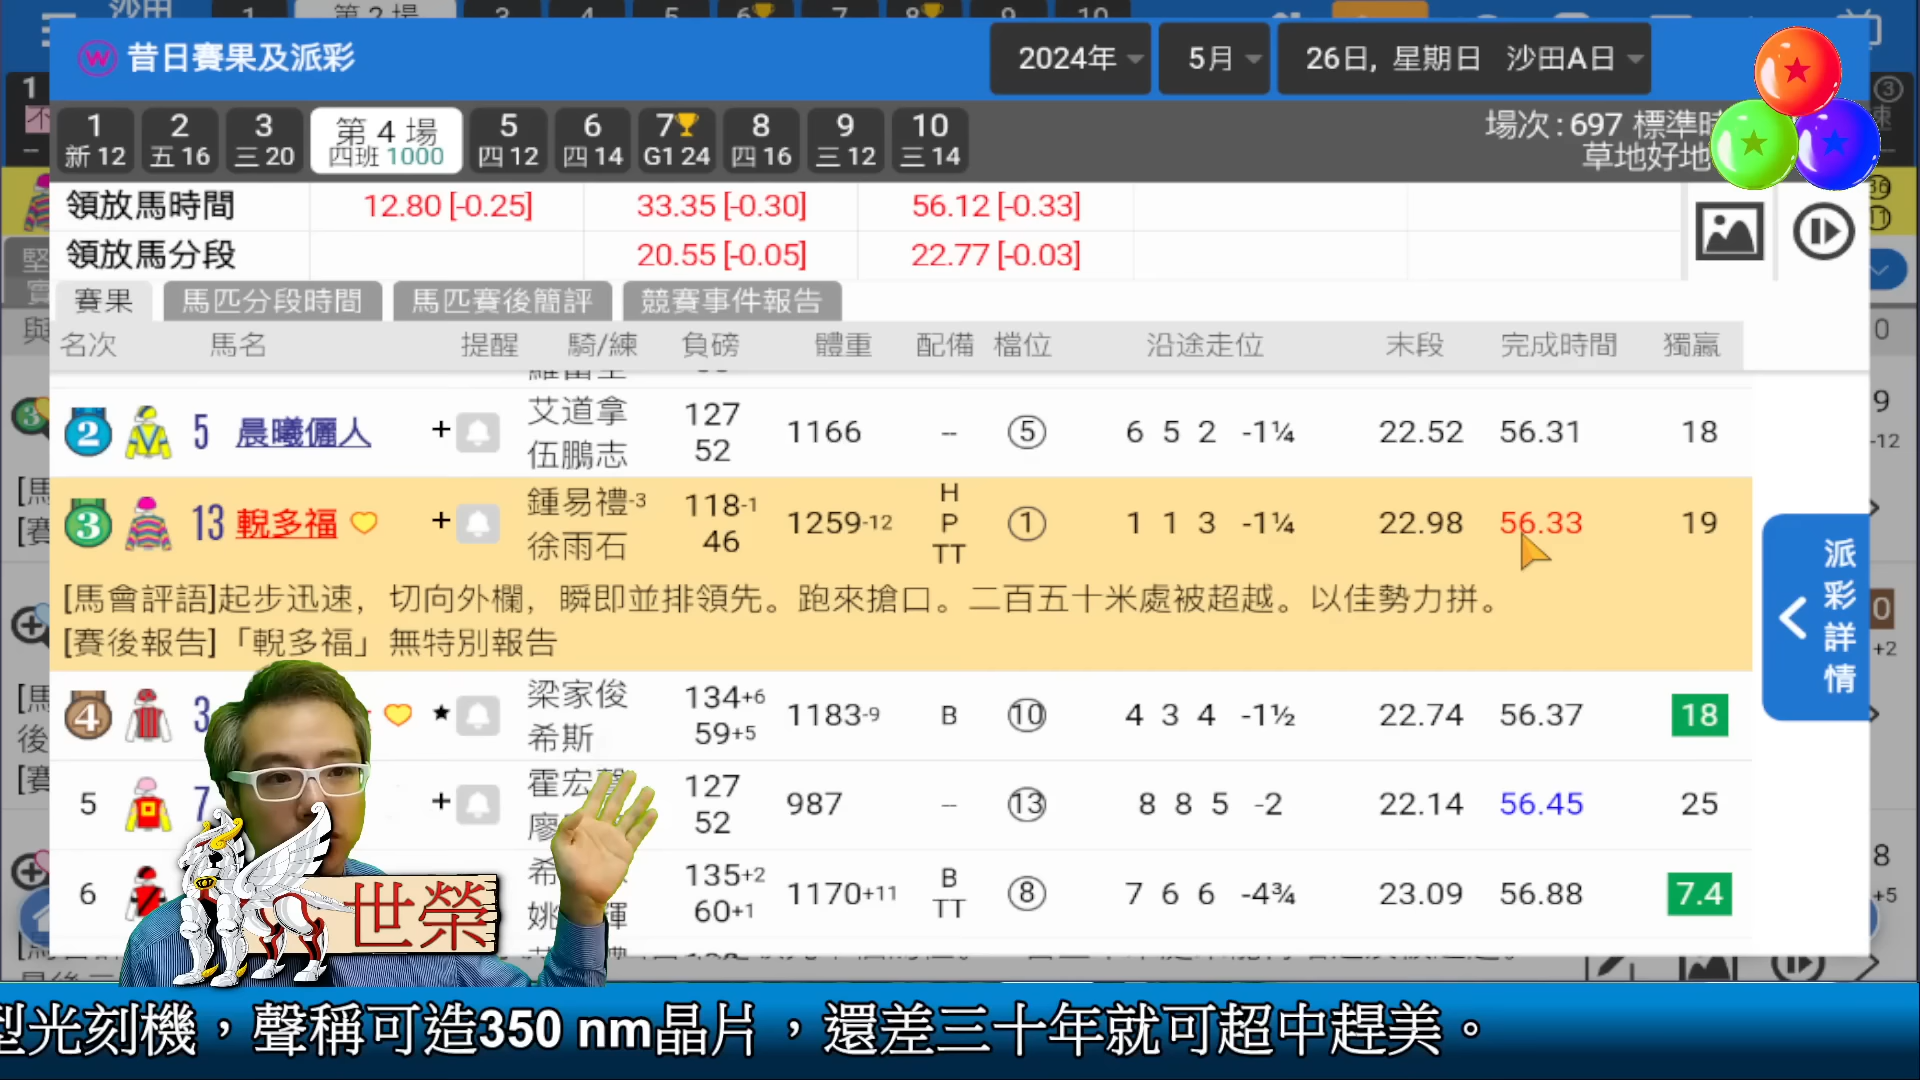 沙田
第2場
W 昔日賽果及派彩
2024年
5月
26日, 星期日 沙田A日
1 2 3 第 4 場 5 6 7 8 9 10
新 12 五 16 三 20 四班 1000 四 12 四 14 G1 24 四 16 三 12 三 14
場次 : 697 標準時
草地好地
領放馬時間 12.80 [-0.25] 33.35 [-0.30] 56.12 [-0.33]
領放馬分段 20.55 [-0.05] 22.77 [-0.03]
賽果 馬匹分段時間 馬匹賽後簡評 競賽事件報告
名次 馬名 提醒 騎/練 負磅 體重 配備 檔位 沿途走位 末段 完成時間 獨贏
2 5 晨曦儷人 + 艾道拿 127 1166 -- 5 6 5 2 -1¼ 22.52 56.31 18
伍鵬志 52
3 13 輗多福 + 鍾易禮-3 118-1 1259-12 H 1 1 1 3 -1¼ 22.98 56.33 19
徐雨石 46 P
TT
[馬會評語]起步迅速，切向外欄，瞬即並排領先。跑來搶口。二百五十米處被超越。以佳勢力拼。
[賽後報告]「輗多福」無特別報告
4 3 ★ 梁家俊 134+6 1183-9 B 10 4 3 4 -1½ 22.74 56.37 18
希斯 59+5
5 7 + 霍宏聲 127 987 -- 13 8 8 5 -2 22.14 56.45 25
廖 52
6 希 135+2 1170+11 B 8 7 6 6 -4¾ 23.09 56.88 7.4
姚 輝 60+1 TT
派彩詳情
世榮
型光刻機，聲稱可造350 nm晶片，還差三十年就可超中趕美。